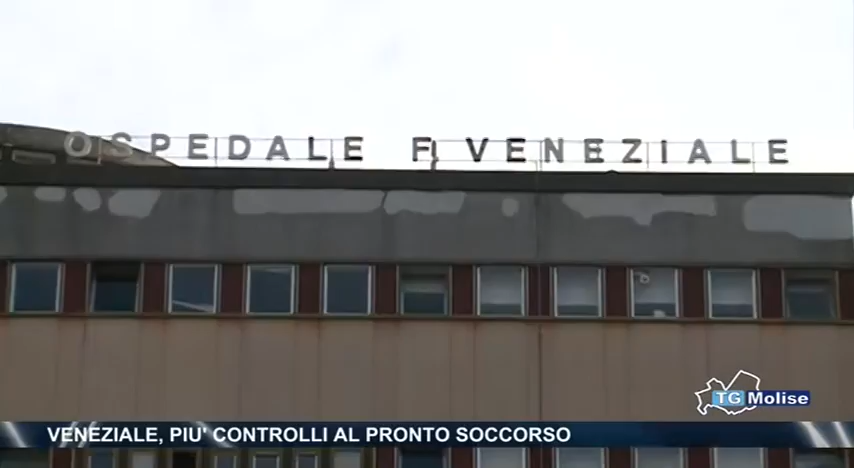 OSPEDALE F. VENEZIALE
TG Molise
VENEZIALE, PIU' CONTROLLI AL PRONTO SOCCORSO